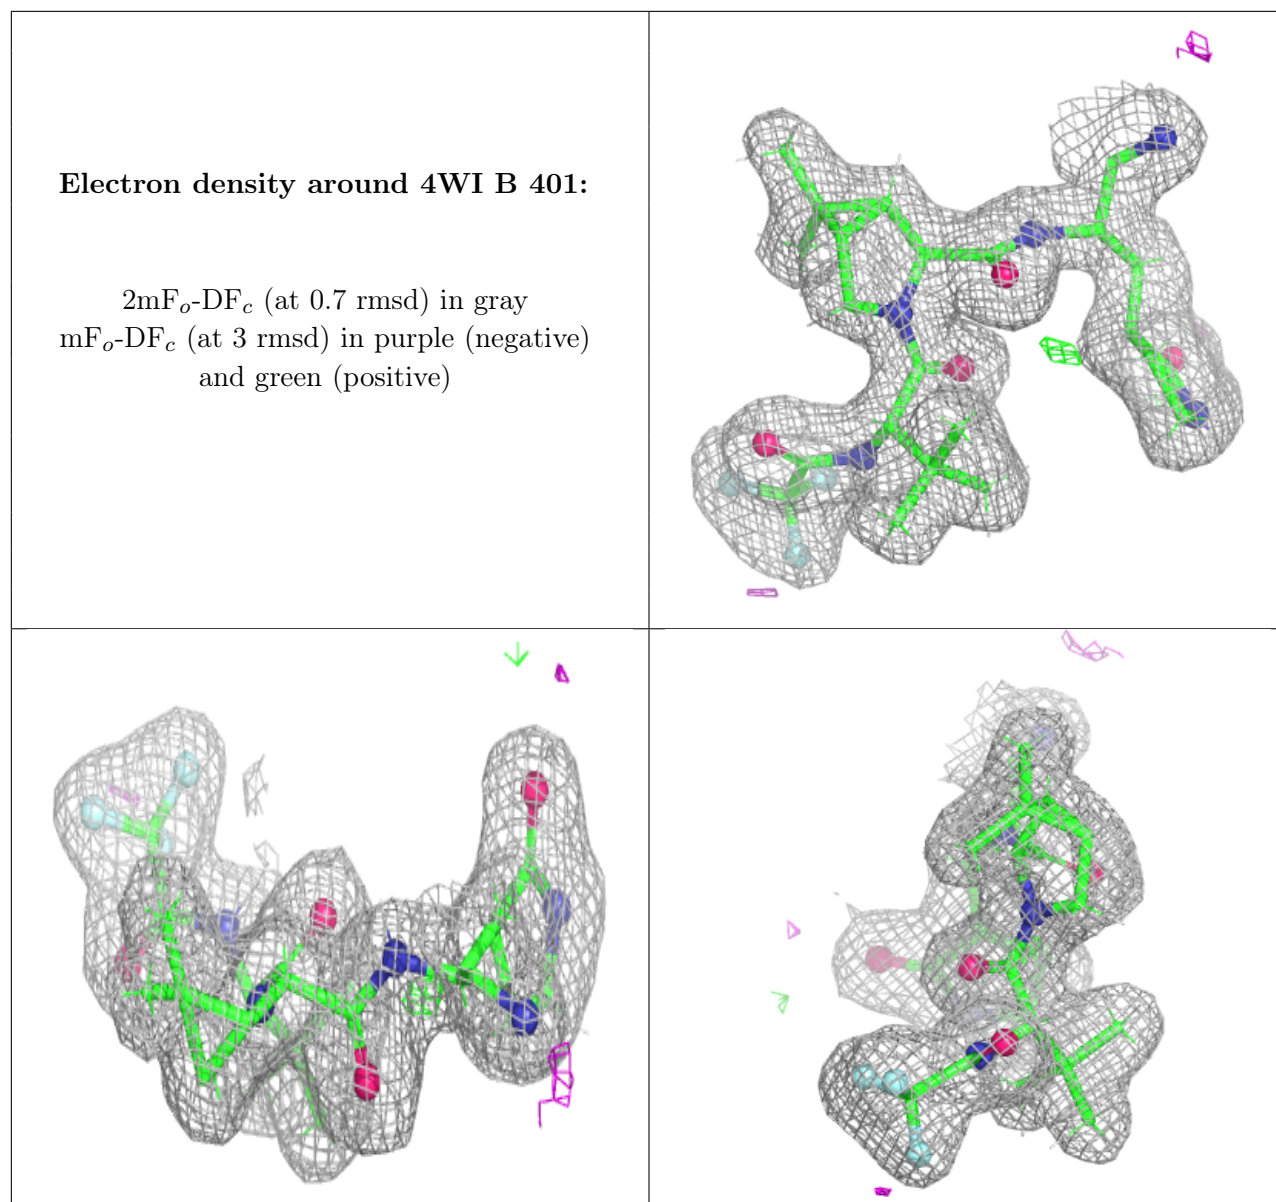 Electron density around 4WI B 401:
2mFo-DFc (at 0.7 rmsd) in gray
mFo-DFc (at 3 rmsd) in purple (negative)
and green (positive)